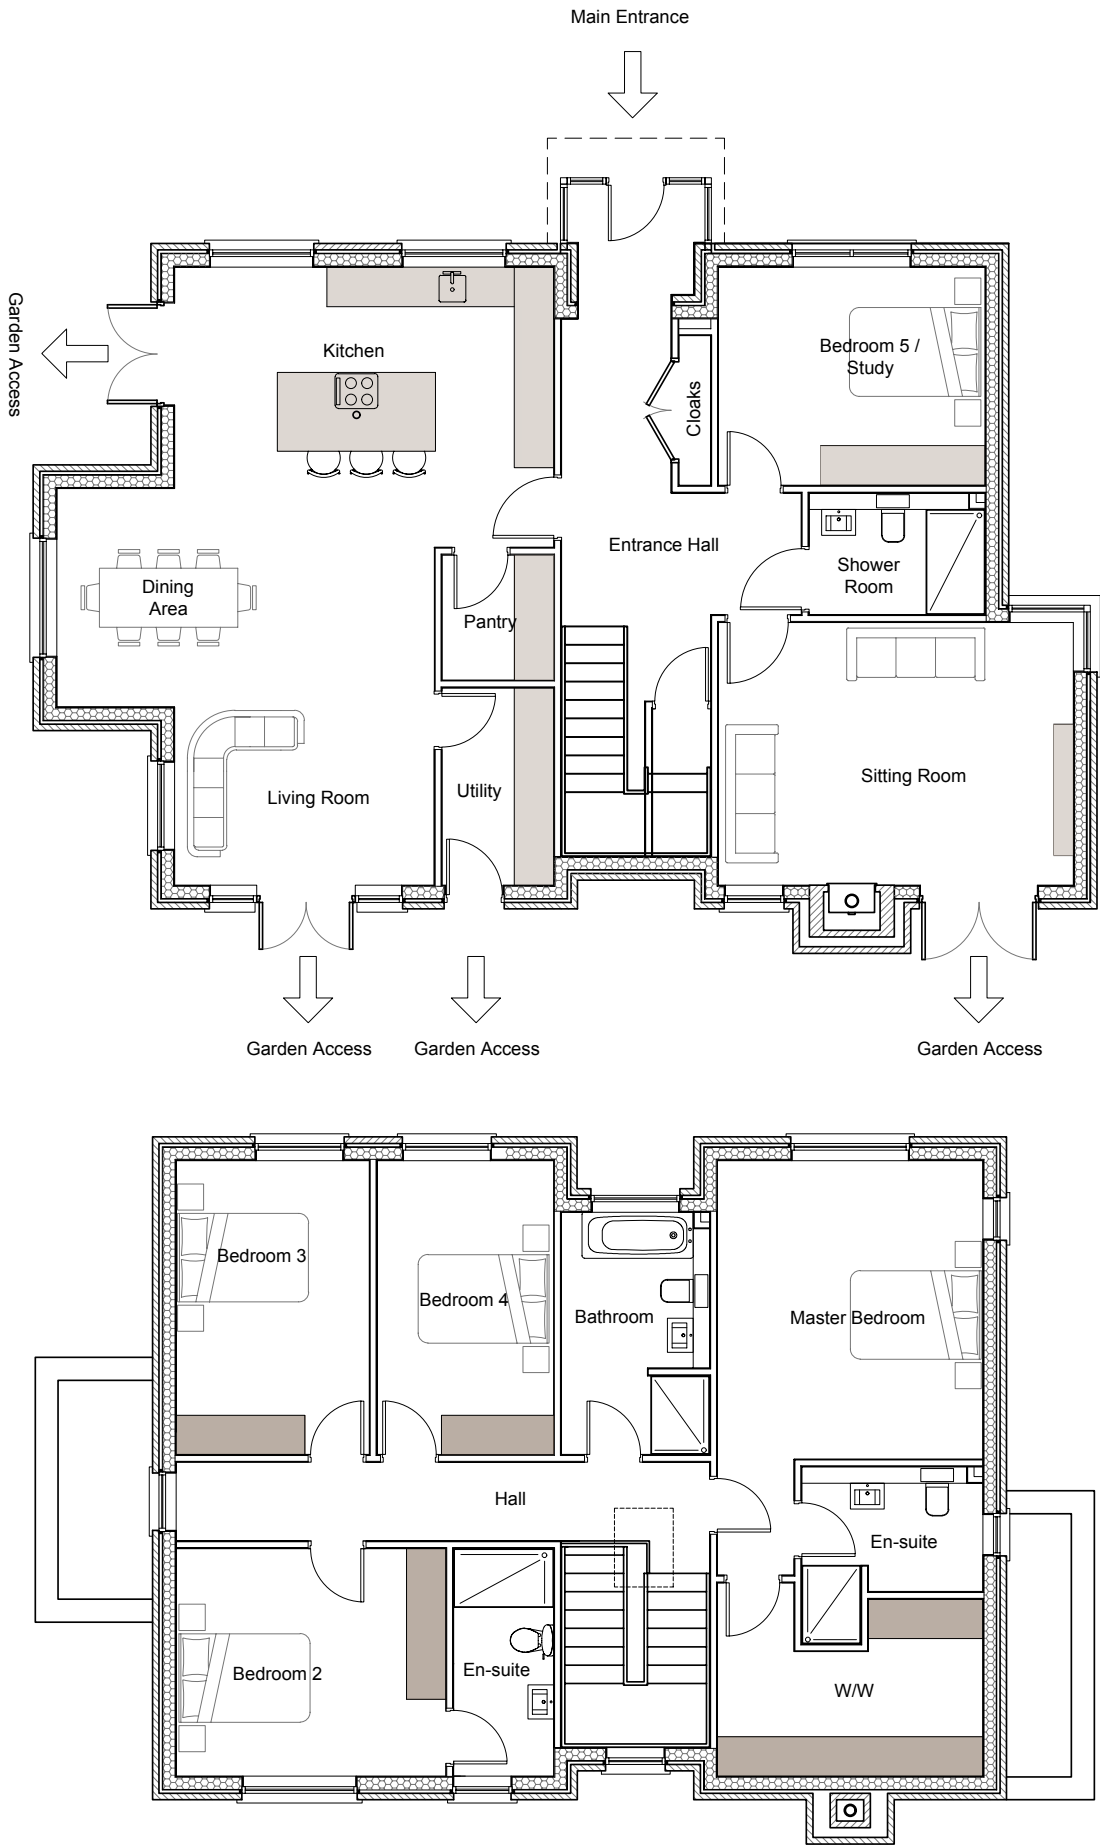 Main Entrance
Garden Access
Kitchen
Cloaks
Bedroom 5 /
Study
Entrance Hall
Shower
Room
Dining
Area
Pantry
Living Room
Utility
Sitting Room
Garden Access
Garden Access
Garden Access
Bedroom 3
Bedroom 4
Bathroom
Master Bedroom
Hall
En-suite
Bedroom 2
En-suite
W/W